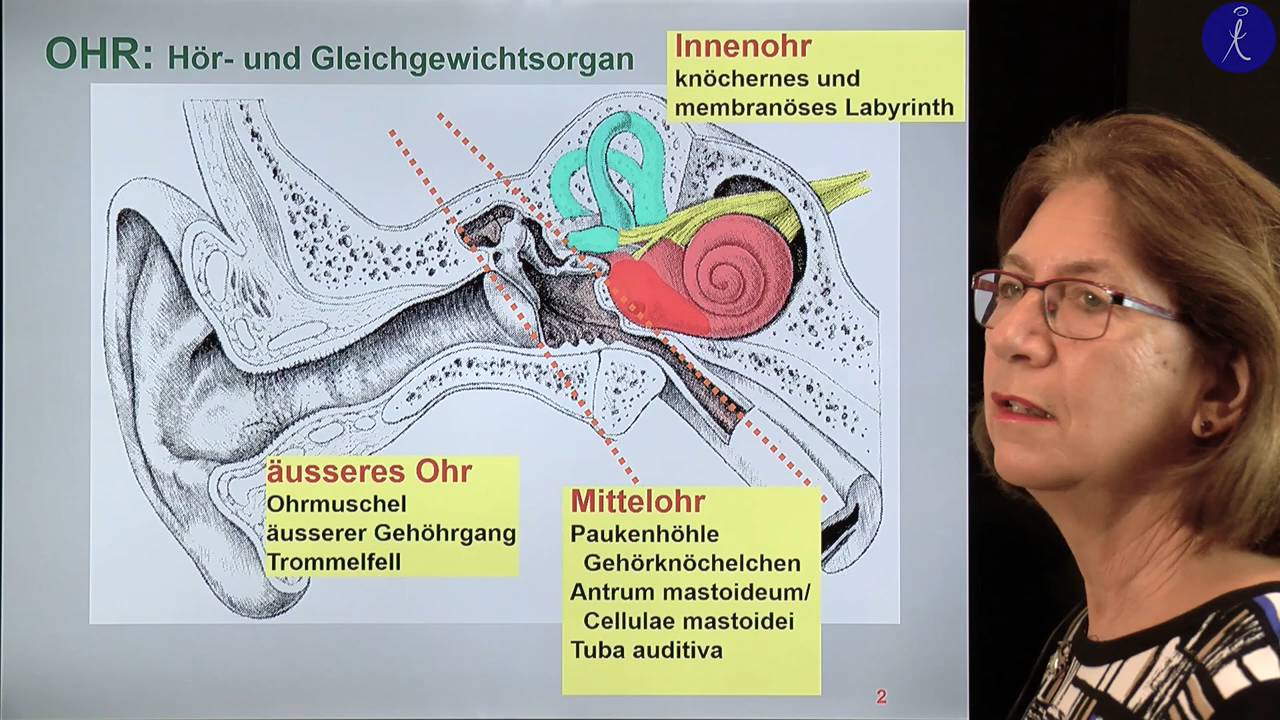 OHR: Hör- und Gleichgewichtsorgan
Innenohr
knöchernes und
membranöses Labyrinth
äusseres Ohr
Ohrmuschel
äusserer Gehöhrgang
Trommelfell
Mittelohr
Paukenhöhle
Gehörknöchelchen
Antrum mastoideum/
Cellulae mastoidei
Tuba auditiva
2